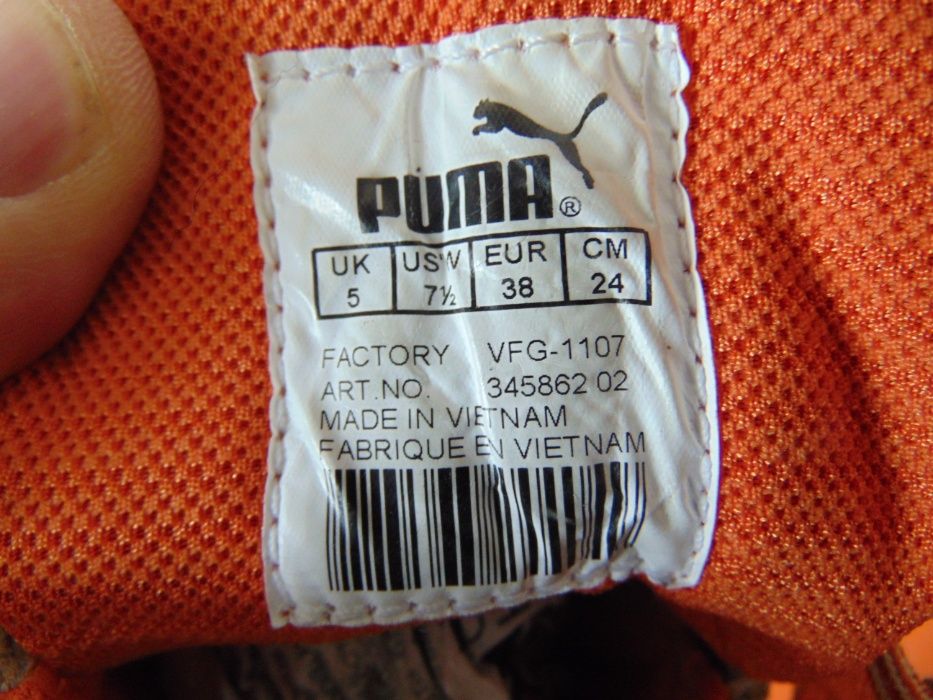 PUMA®
UK US W EUR CM
5 7½ 38 24
FACTORY VFG-1107
ART.NO. 345862 02
MADE IN VIETNAM
FABRIQUE EN VIETNAM